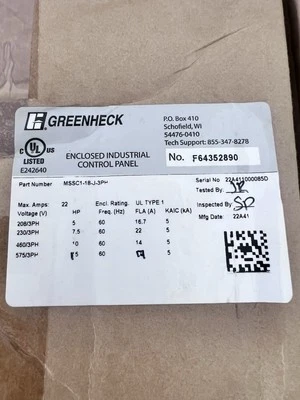 GREENHECK
P.O. Box 410
Schofield, WI
54476-0410
Tech Support: 855-347-8278
C UL US
LISTED
E242640
ENCLOSED INDUSTRIAL
CONTROL PANEL
No. F64352890
Part Number MSSC1-18-J-3PH
Serial No 22A411000085D
Tested By:
Max. Amps: 22 Encl. Rating. UL TYPE 1
Inspected By:
Voltage (V) HP Freq. (Hz) FLA (A) KAIC (kA)
Mfg Date: 22A41
208/3PH 5 60 16.7 5
230/3PH 7.5 60 22 5
460/3PH 60 14 5
575/3PH 60 5